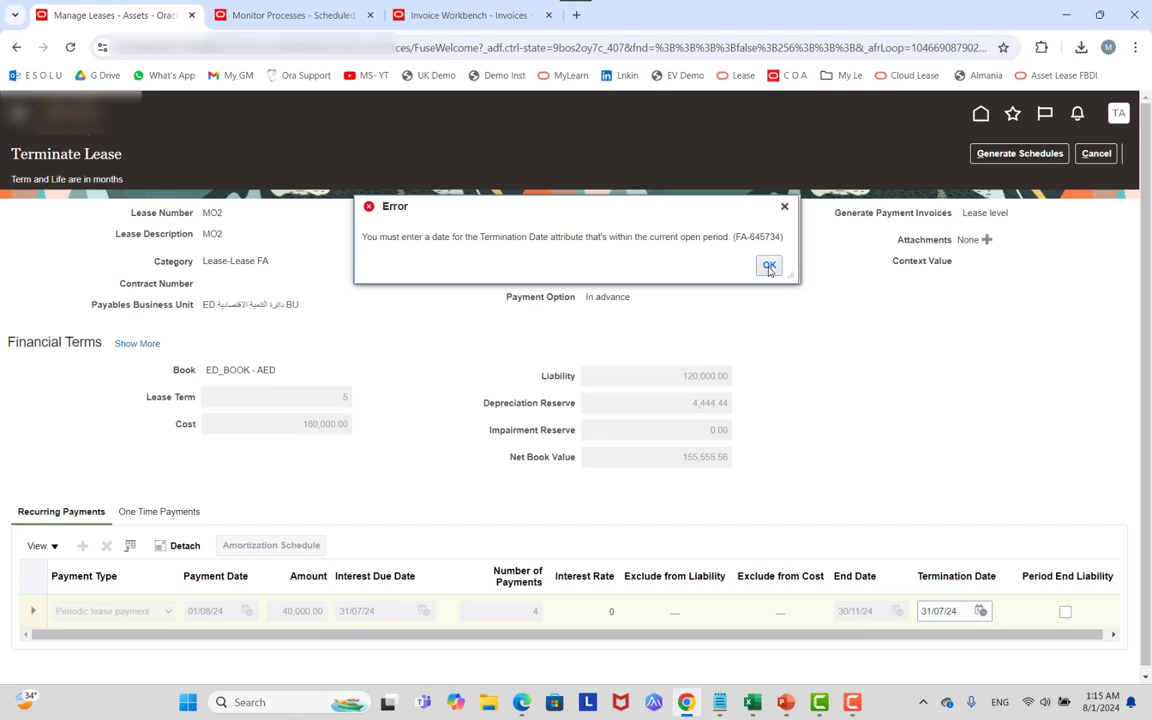 Manage Leases - Assets - Orac
Monitor Processes - Scheduled
Invoice Workbench - Invoices -
ces/FuseWelcome?_adf.ctrl-state=9bos2oy7c_407&fnd=%3B%3B%3B%3Bfalse%3B256%3B%3B%3B&_afrLoop=104669087902...
M
E S O L U
G Drive
What's App
My GM
Ora Support
MS- YT
UK Demo
Demo Inst
MyLearn
Lnkin
EV Demo
Lease
C O A
My Le
Cloud Lease
Almania
Asset Lease FBDI
TA
Terminate Lease
Generate Schedules
Cancel
Term and Life are in months
Error
You must enter a date for the Termination Date attribute that's within the current open period. (FA-645734)
OK
Lease Number MO2
Generate Payment Invoices Lease level
Lease Description MO2
Attachments None
Category Lease-Lease FA
Context Value
Contract Number
Payables Business Unit ED.دائرة التنمية الاقتصادية BU
Payment Option In advance
Financial Terms Show More
Book ED_BOOK - AED
Liability 120,000.00
Lease Term 5
Depreciation Reserve 4,444.44
Cost 160,000.00
Impairment Reserve 0.00
Net Book Value 155,555.56
Recurring Payments One Time Payments
View Detach Amortization Schedule
Payment Type Payment Date Amount Interest Due Date Number of Payments Interest Rate Exclude from Liability Exclude from Cost End Date Termination Date Period End Liability
Periodic lease payment 01/08/24 40,000.00 31/07/24 4 0 30/11/24 31/07/24
34°
Search
ENG
1:15 AM
8/1/2024